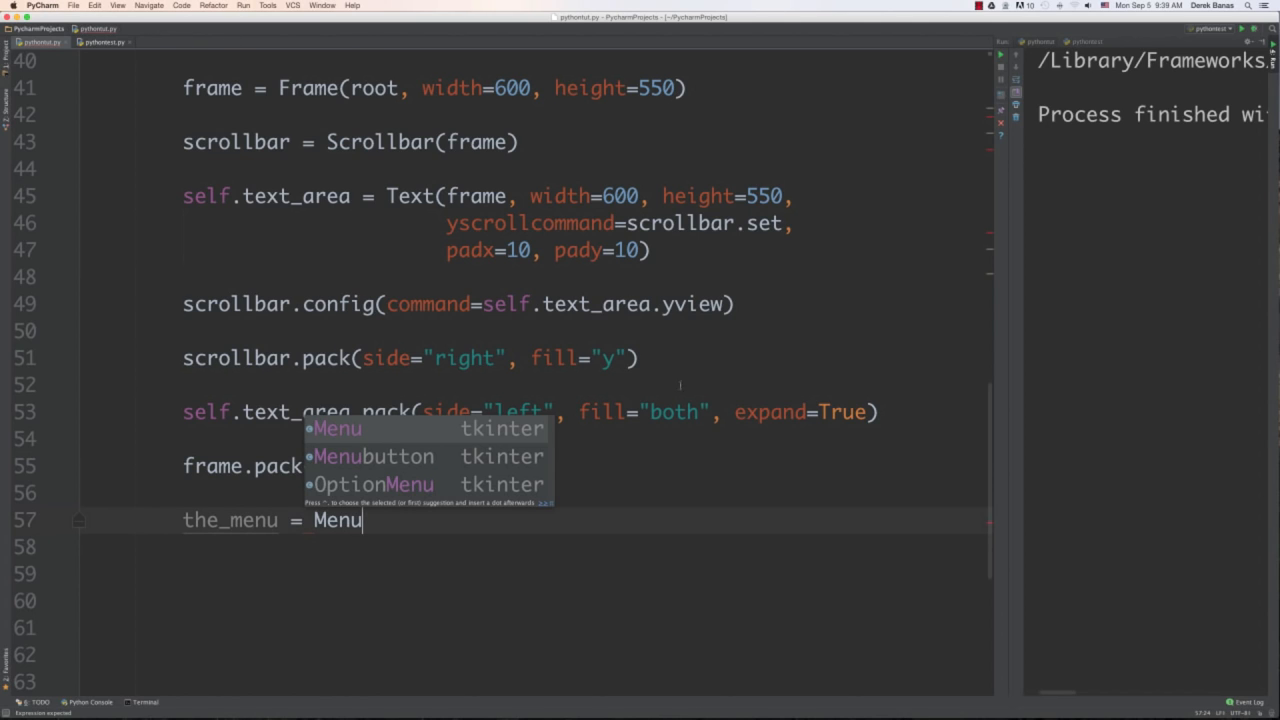 PyCharm File Edit View Navigate Code Refactor Run Tools VCS Window Help 10 Mon Sep 5 9:39 AM Derek Banas
pythontut.py - PycharmProjects - [~/PycharmProjects]
PycharmProjects pythontut.py pythontest
pythontut.py pythontest.py Run: pythontut pythontest
1: Project
Z: Structure
2: Favorites
40
41 frame = Frame(root, width=600, height=550)
42
43 scrollbar = Scrollbar(frame)
44
45 self.text_area = Text(frame, width=600, height=550,
46 yscrollcommand=scrollbar.set,
47 padx=10, pady=10)
48
49 scrollbar.config(command=self.text_area.yview)
50
51 scrollbar.pack(side="right", fill="y")
52
53 self.text_area.pack(side="left", fill="both", expand=True)
54
55 frame.pack
56
57 the_menu = Menu
58
59
60
61
62
63
Menu tkinter
Menubutton tkinter
OptionMenu tkinter
Press ^. to choose the selected (or first) suggestion and insert a dot afterwards >>
/Library/Frameworks
Process finished wi
6: TODO Python Console Terminal Event Log
Expression expected 57:24 LF÷ UTF-8÷